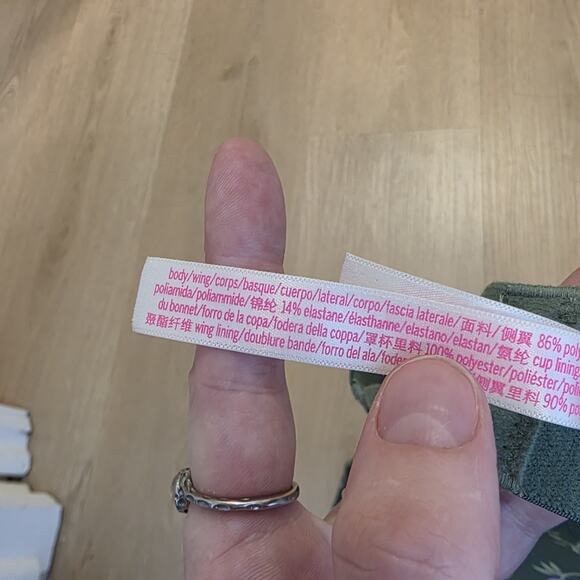 body/wing/corps/basque/cuerpo/lateral/corpo/fascia laterale/面料/侧翼 86%
poliamida/poliammide/锦纶 14% elastane/élasthanne/elastano/elastan/氨纶 cup lining
du bonnet/forro de la copa/fodera della coppa/罩杯里料 100% polyester/poliéster
聚酯纤维 wing lining/doublure bande/forro del ala/ 侧翼里料 90%